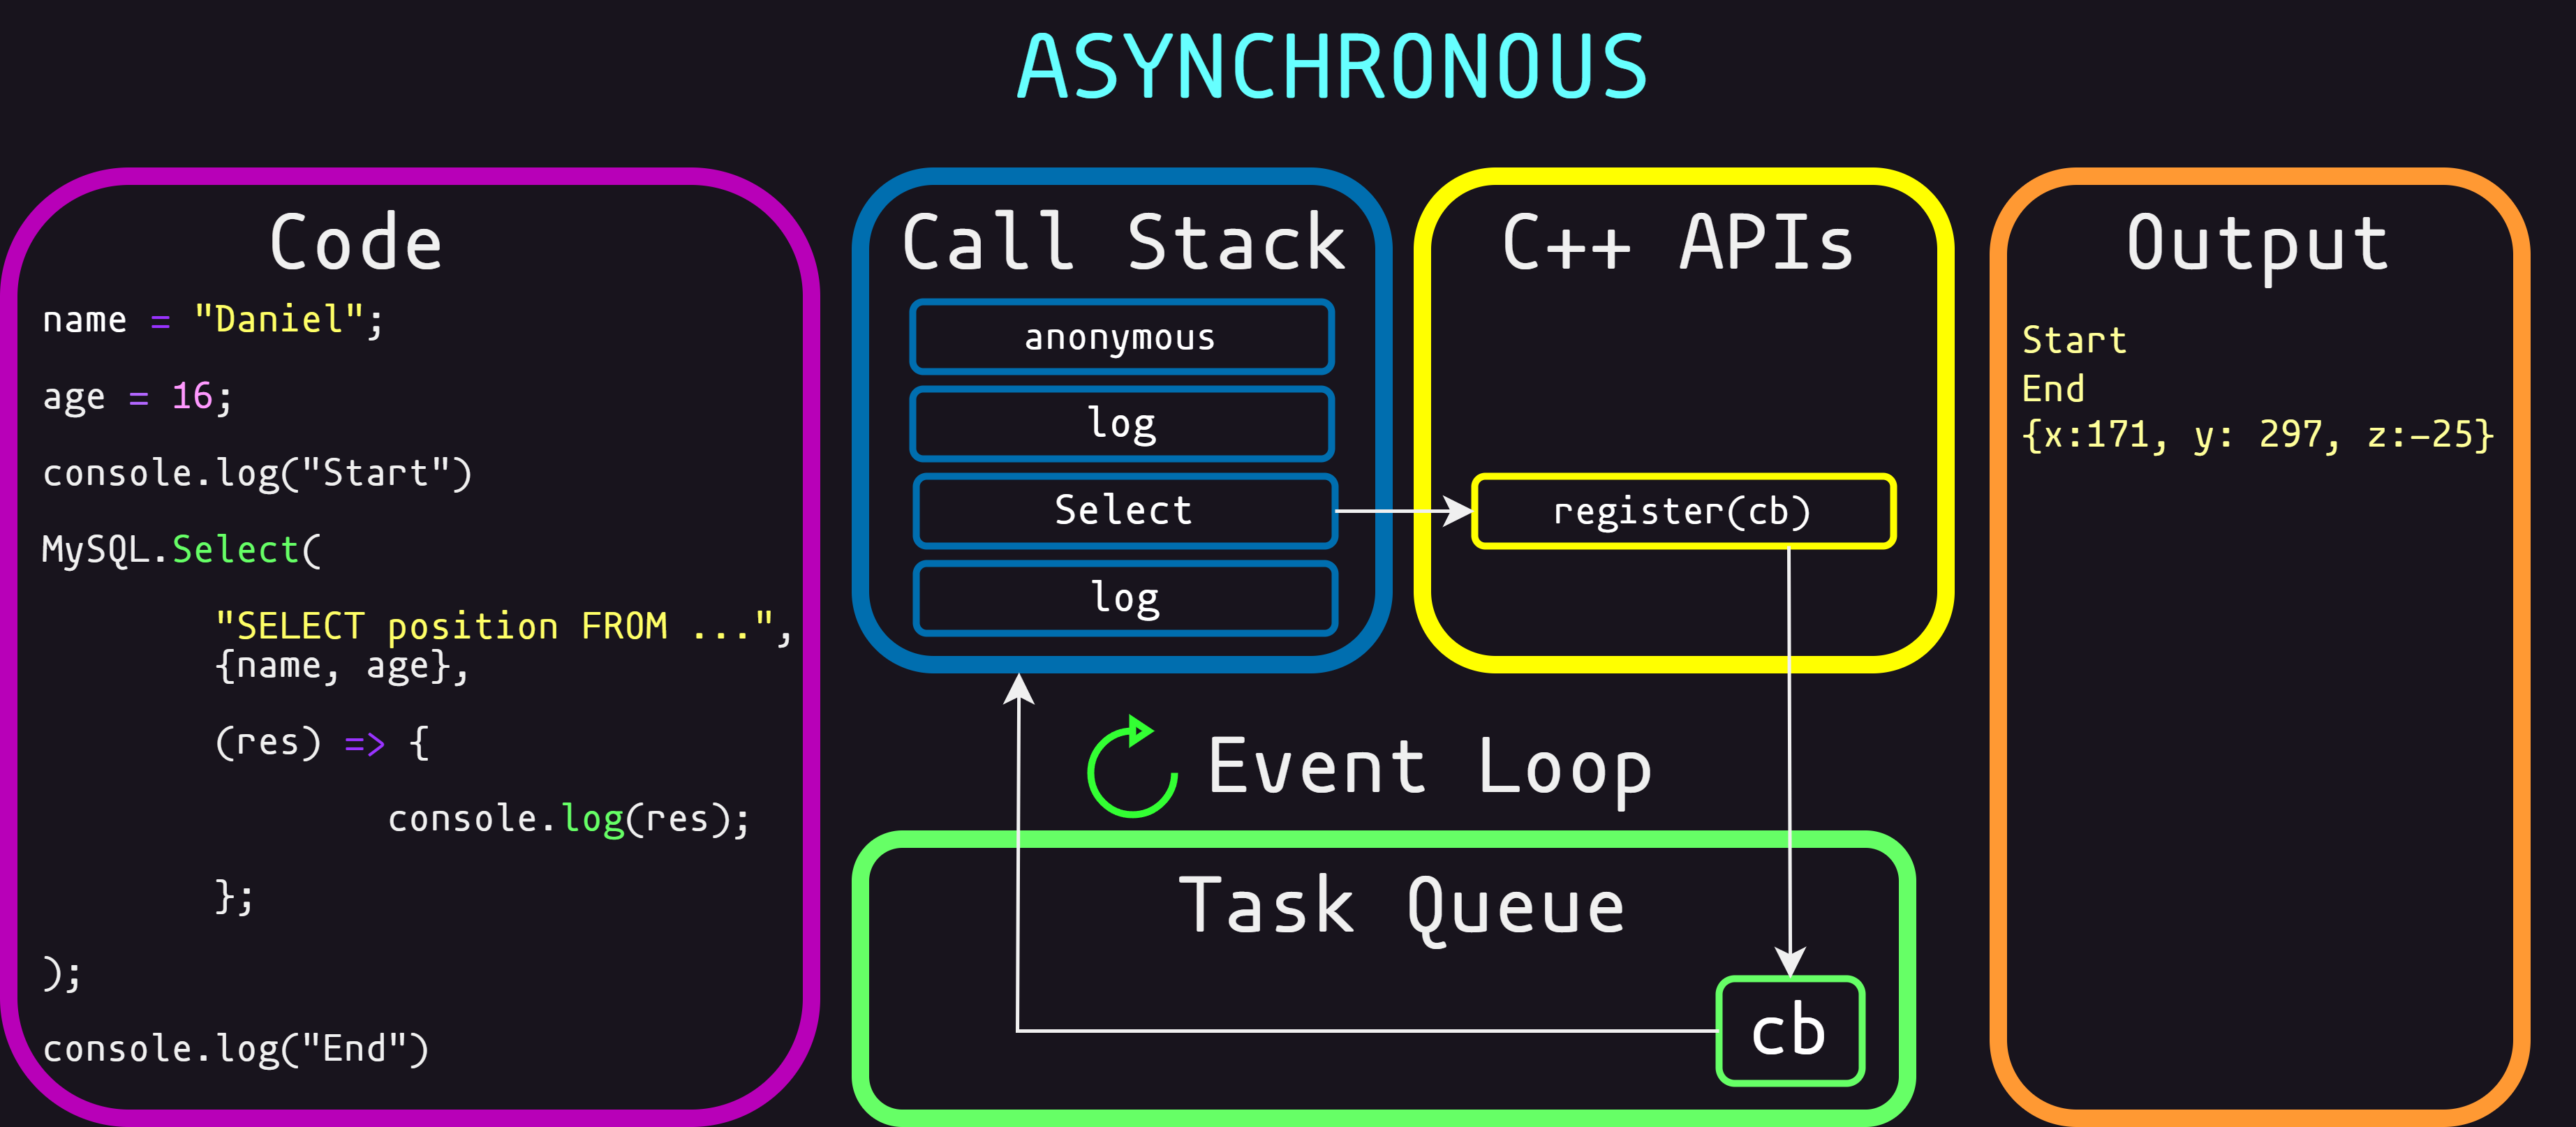 ASYNCHRONOUS
Code
name = "Daniel";
age = 16;
console.log("Start")
MySQL.Select(
"SELECT position FROM ...",
{name, age},
(res) => {
console.log(res);
};
);
console.log("End")
Call Stack
anonymous
log
Select
log
C++ APIs
register(cb)
Event Loop
Task Queue
cb
Output
Start
End
{x:171, y: 297, z:-25}